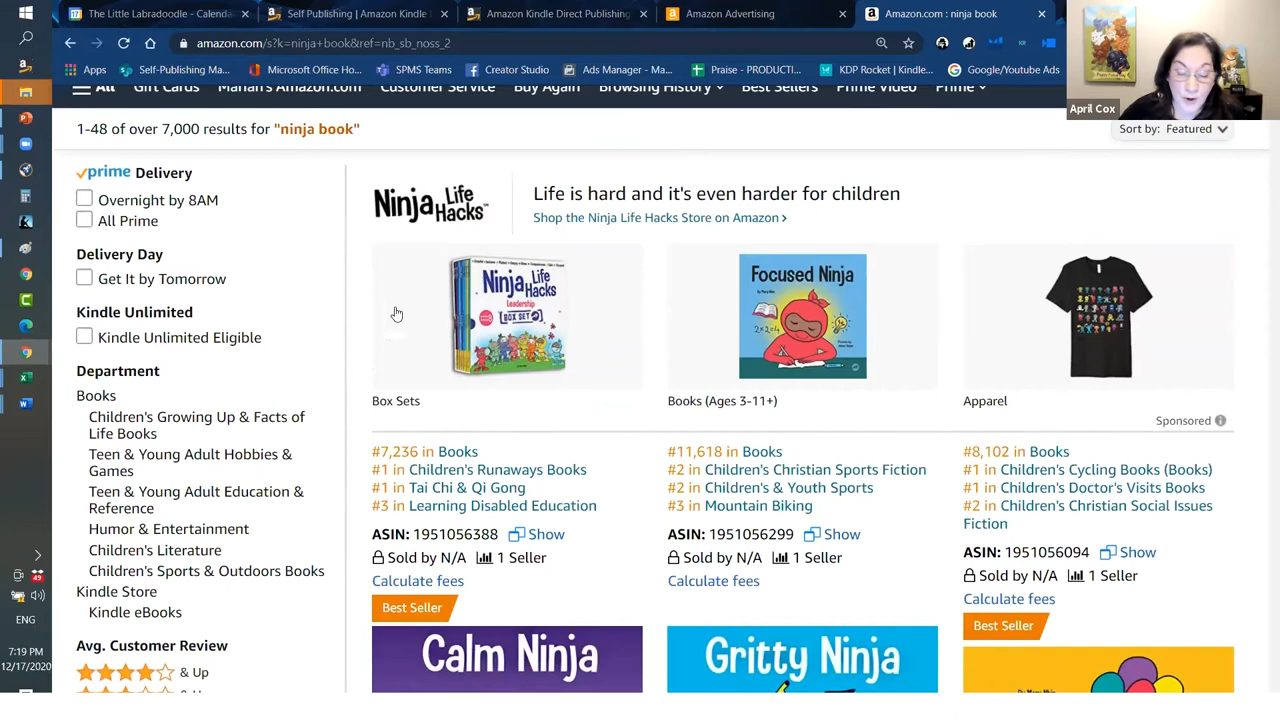 The Little Labradoodle - Calenda
Self Publishing | Amazon Kindle
Amazon Kindle Direct Publishing
Amazon Advertising
Amazon.com : ninja book
amazon.com/s?k=ninja+book&ref=nb_sb_noss_2
Apps
Self-Publishing Ma...
Microsoft Office Ho...
SPMS Teams
Creator Studio
Ads Manager - Ma...
Praise - PRODUCTI...
KDP Rocket | Kindle...
Google/Youtube Ads
April Cox
All
Gift Cards
Marian's Amazon.com
Customer Service
Buy Again
Browsing History
Best Sellers
Prime Video
Prime
1-48 of over 7,000 results for "ninja book"
Sort by: Featured
prime Delivery
Overnight by 8AM
All Prime
Delivery Day
Get It by Tomorrow
Kindle Unlimited
Kindle Unlimited Eligible
Department
Books
Children's Growing Up & Facts of
Life Books
Teen & Young Adult Hobbies &
Games
Teen & Young Adult Education &
Reference
Humor & Entertainment
Children's Literature
Children's Sports & Outdoors Books
Kindle Store
Kindle eBooks
Avg. Customer Review
& Up
Ninja Life Hacks
Life is hard and it's even harder for children
Shop the Ninja Life Hacks Store on Amazon
Ninja Life
Hacks
Leadership
BOX SET
Focused Ninja
2x2=4
Box Sets
Books (Ages 3-11+)
Apparel
Sponsored
#7,236 in Books
#1 in Children's Runaways Books
#1 in Tai Chi & Qi Gong
#3 in Learning Disabled Education
ASIN: 1951056388 Show
Sold by N/A 1 Seller
Calculate fees
Best Seller
Calm Ninja
#11,618 in Books
#2 in Children's Christian Sports Fiction
#2 in Children's & Youth Sports
#3 in Mountain Biking
ASIN: 1951056299 Show
Sold by N/A 1 Seller
Calculate fees
Gritty Ninja
#8,102 in Books
#1 in Children's Cycling Books (Books)
#1 in Children's Doctor's Visits Books
#2 in Children's Christian Social Issues
Fiction
ASIN: 1951056094 Show
Sold by N/A 1 Seller
Calculate fees
Best Seller
49
ENG
7:19 PM
12/17/2020